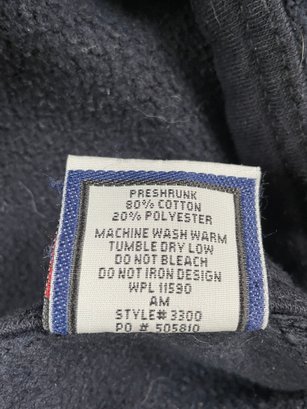 PRESHRUNK
80% COTTON
20% POLYESTER
MACHINE WASH WARM
TUMBLE DRY LOW
DO NOT BLEACH
DO NOT IRON DESIGN
WPL 11590
AM
STYLE# 3300
PO # 505810